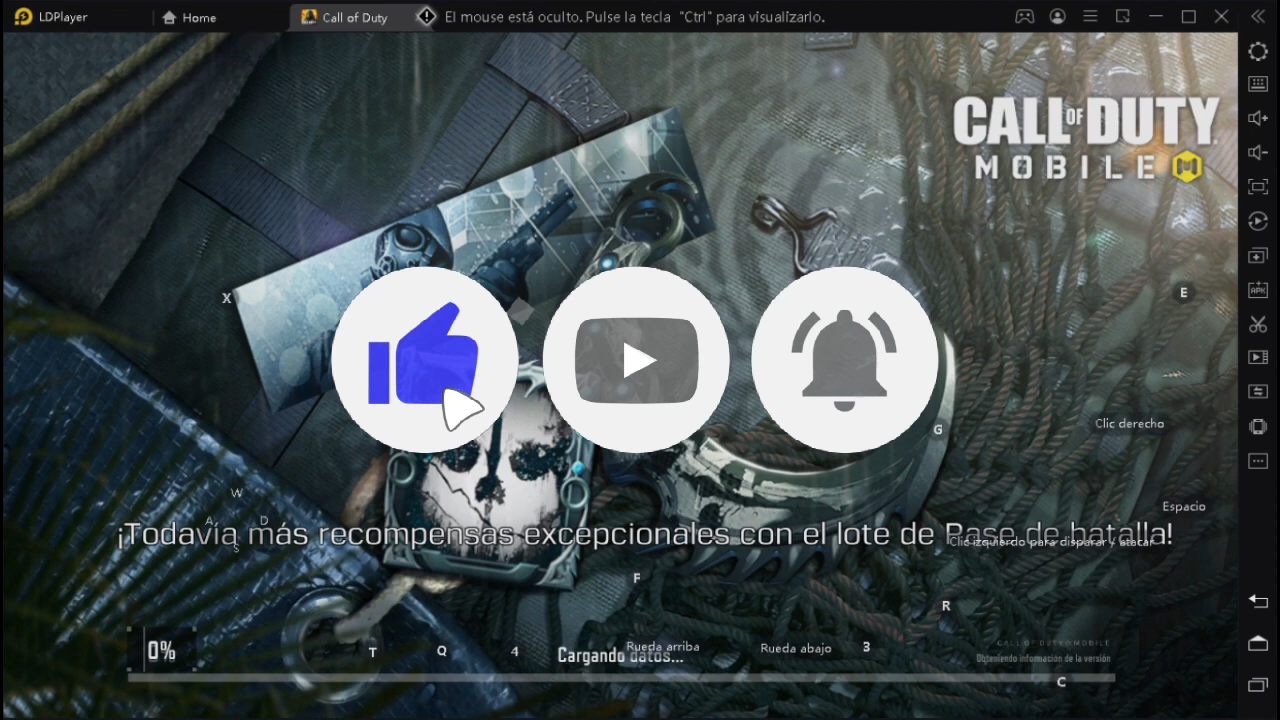 LDPlayer
Home
Call of Duty
El mouse está oculto. Pulse la tecla "Ctrl" para visualizarlo.
CALL OF DUTY
MOBILE
APK
X
E
Clic derecho
G
W
A
D
S
Espacio
¡Todavía más recompensas excepcionales con el lote de Pase de batalla!
Clic izquierdo para disparar / atacar
F
R
0%
T
Q
4
Cargando datos...
Rueda arriba
Rueda abajo
3
CALL OF DUTY MOBILE
Obteniendo información de la versión
C